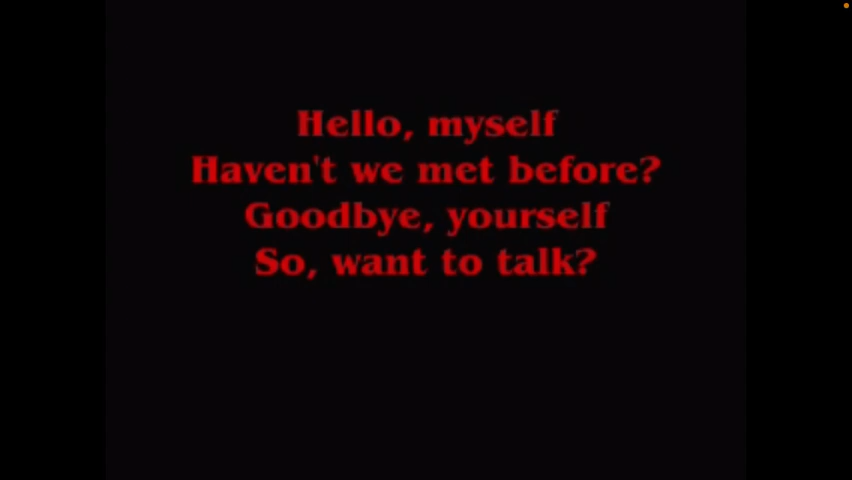 Hello, myself
Haven't we met before?
Goodbye, yourself
So, want to talk?